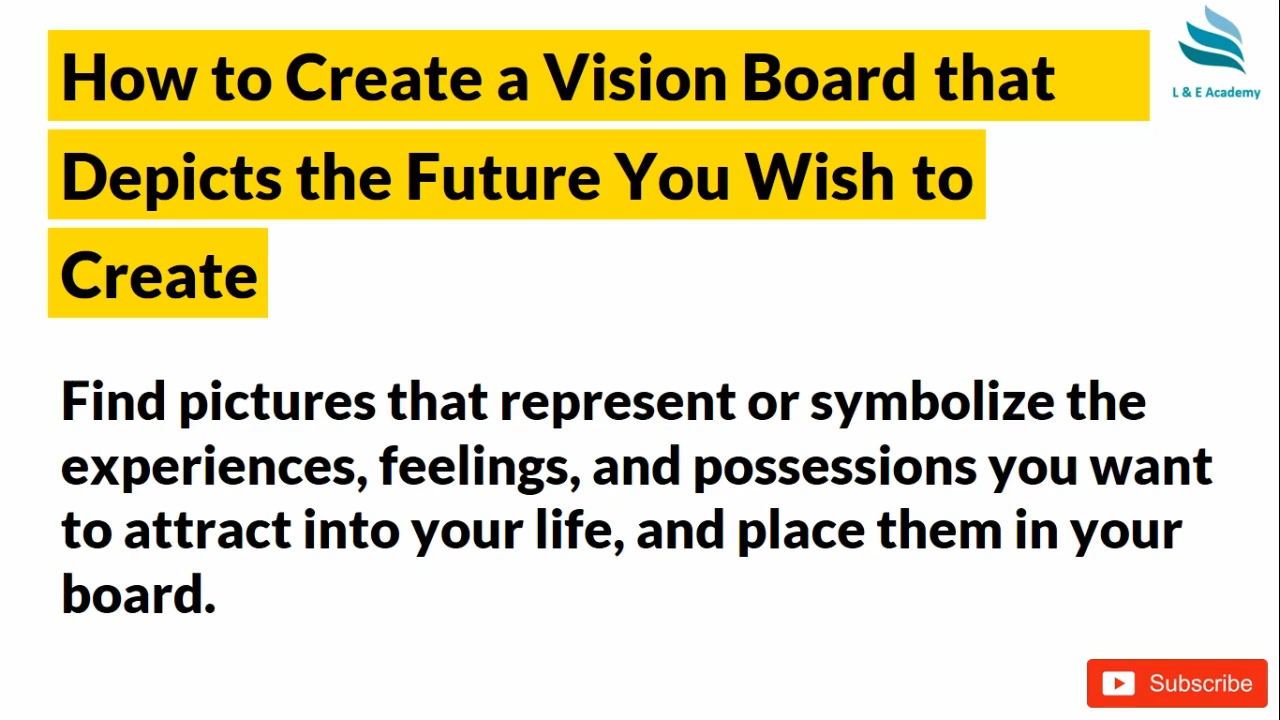 How to Create a Vision Board that
Depicts the Future You Wish to
Create
L & E Academy
Find pictures that represent or symbolize the
experiences, feelings, and possessions you want
to attract into your life, and place them in your
board.
Subscribe